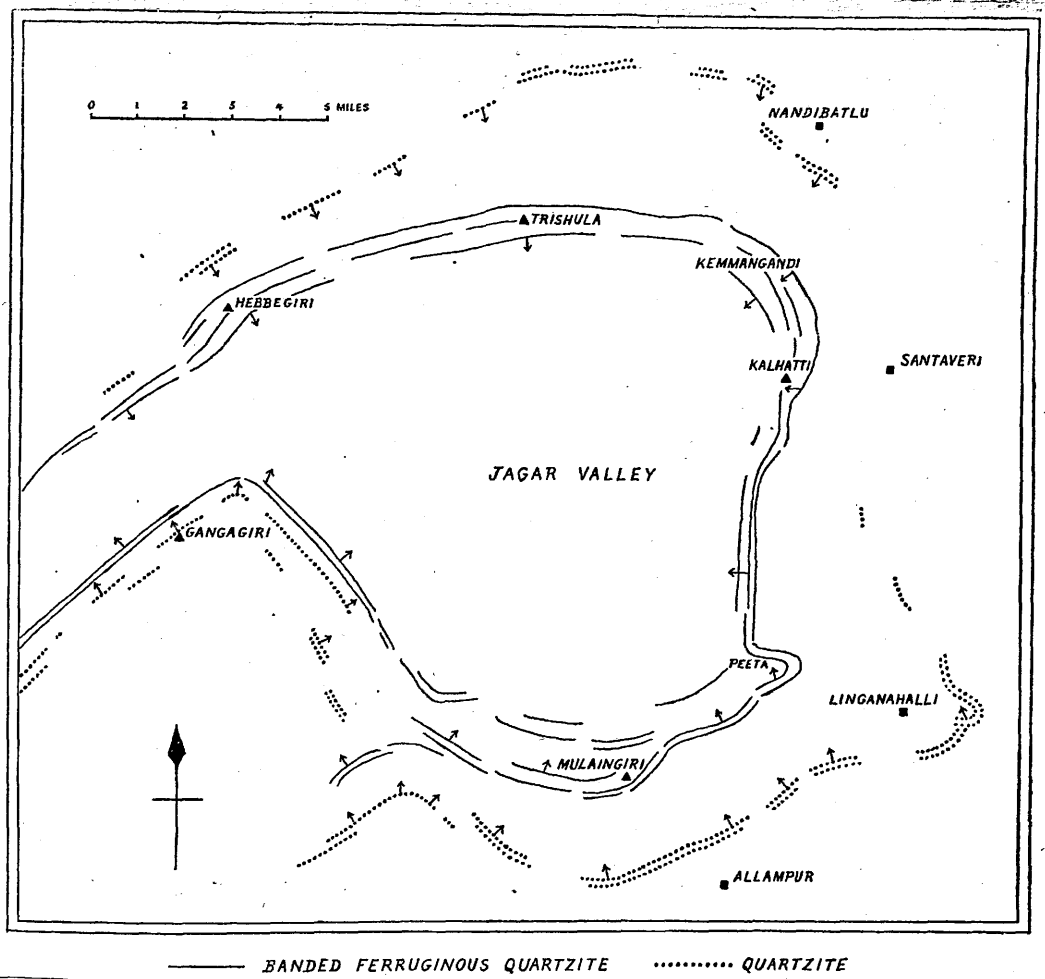 0 1 2 3 4 5 MILES
NANDIBATLU
TRISHULA
KEMMANGANDI
HEBBEGIRI
SANTAVERI
KALHATTI
JAGAR VALLEY
GANGAGIRI
PEETA
LINGANAHALLI
MULAINGIRI
ALLAMPUR
BANDED FERRUGINOUS QUARTZITE
QUARTZITE